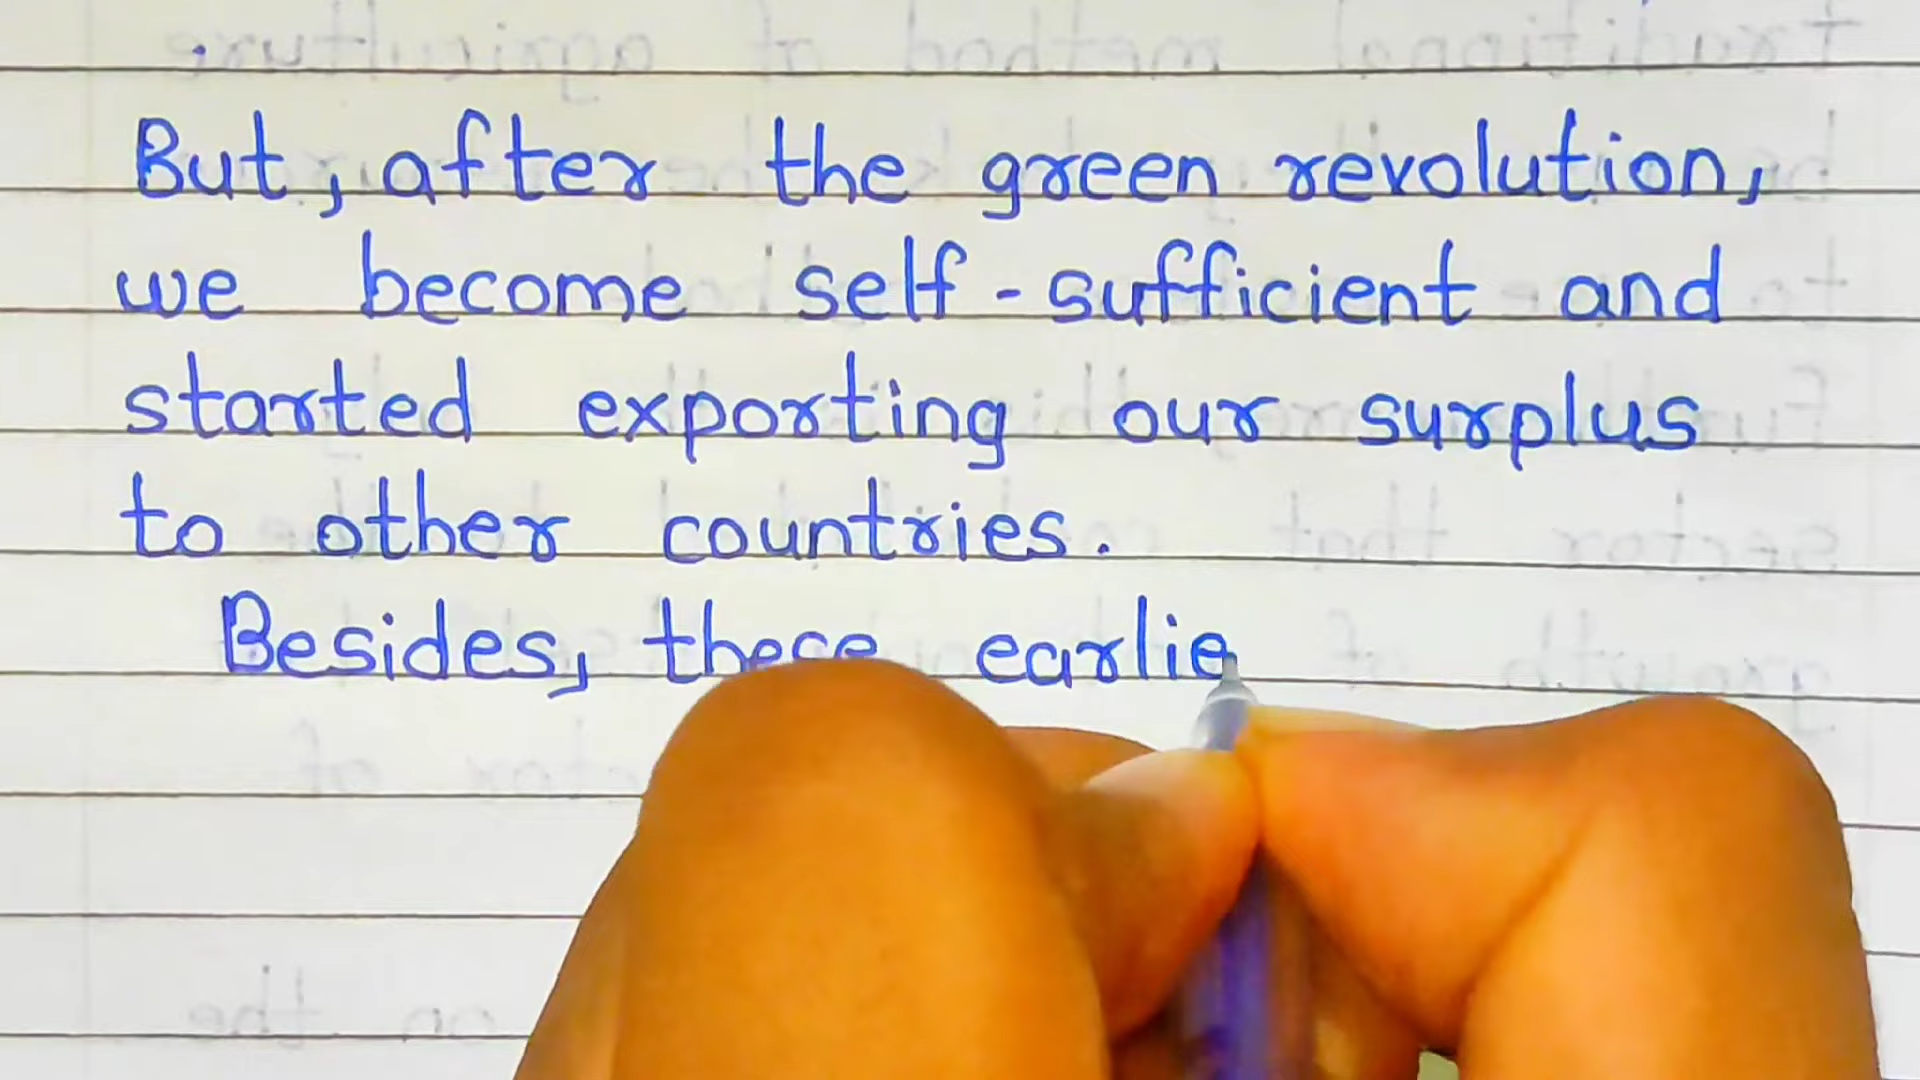 But, after the green revolution,
we become self-sufficient and
started exporting our surplus
to other countries.
Besides, these earlie